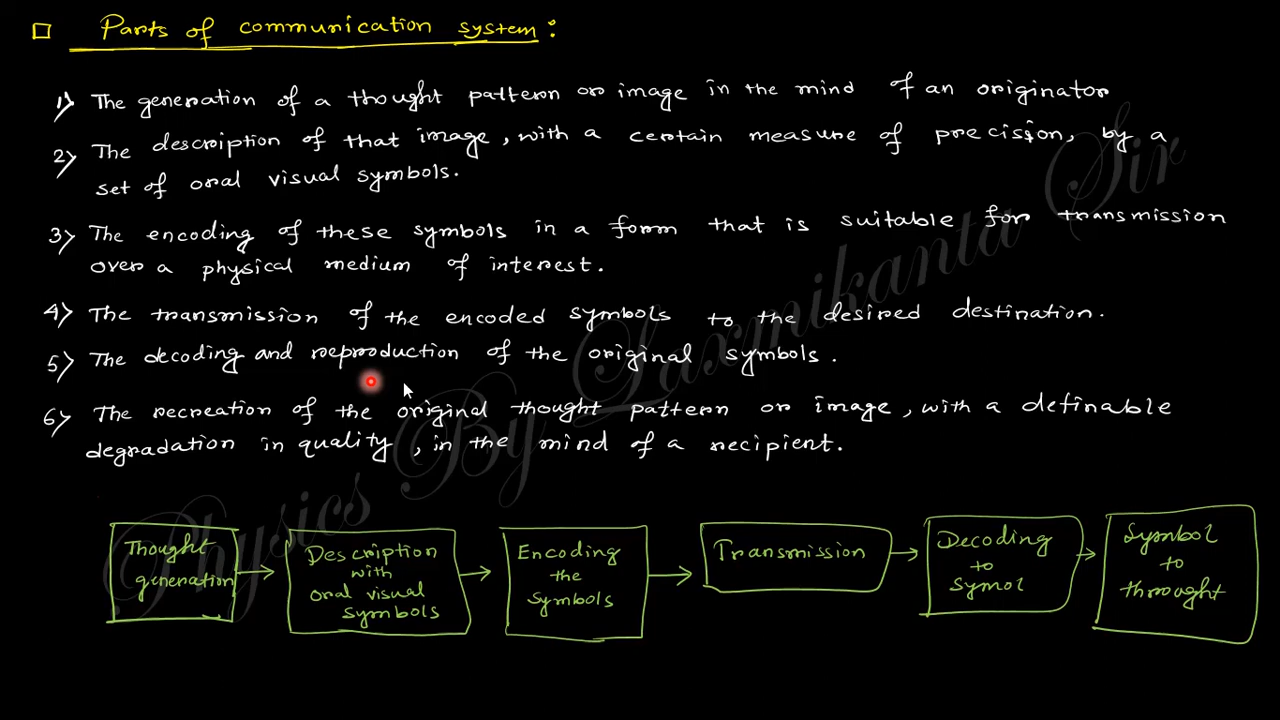 Parts of communication system :
1) The generation of a thought pattern or image in the mind of an originator
2) The description of that image, with a certain measure of precision, by a
set of oral visual symbols.
3) The encoding of these symbols in a form that is suitable for transmission
over a physical medium of interest.
4) The transmission of the encoded symbols to the desired destination.
5) The decoding and reproduction of the original symbols.
6) The recreation of the original thought pattern or image, with a definable
degradation in quality, in the mind of a recipient.
Physics By Laxmikanta Sir
Thought
generation
Description
with
oral visual
symbols
Encoding
the
symbols
Transmission
Decoding
to
symol
Symbol
to
throught